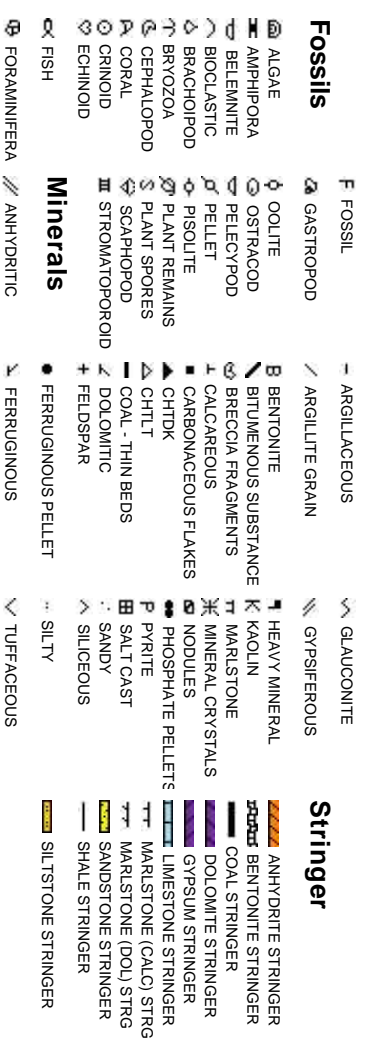 Fossils
ALGAE
AMPHIPORA
BELEMNITE
BIOCLASTIC
BRACHIOPOD
BRYOZOA
CEPHALOPOD
CORAL
CRINOID
ECHINOID
FISH
FORAMINIFERA
F FOSSIL
GASTROPOD
OOLITE
OSTRACOD
PELECYPOD
PELLET
PISOLITE
PLANT REMAINS
PLANT SPORES
SCAPHOPOD
STROMATOPOROID
Minerals
ANHYDRITIC
ARGILLACEOUS
ARGILLITE GRAIN
B BENTONITE
BITUMENOUS SUBSTANCE
BRECCIA FRAGMENTS
CALCAREOUS
CARBONACEOUS FLAKES
CHTDK
CHTLT
COAL - THIN BEDS
DOLOMITIC
FELDSPAR
FERRUGINOUS PELLET
FERRUGINOUS
GLAUCONITE
GYPSIFEROUS
HEAVY MINERAL
K KAOLIN
MARLSTONE
MINERAL CRYSTALS
NODULES
PHOSPHATE PELLETS
P PYRITE
SALT CAST
SANDY
SILICEOUS
SILTY
TUFFACEOUS
Stringer
ANHYDRITE STRINGER
BENTONITE STRINGER
COAL STRINGER
DOLOMITE STRINGER
GYPSUM STRINGER
LIMESTONE STRINGER
MARLSTONE (CALC) STRG
MARLSTONE (DOL) STRG
SANDSTONE STRINGER
SHALE STRINGER
SILTSTONE STRINGER